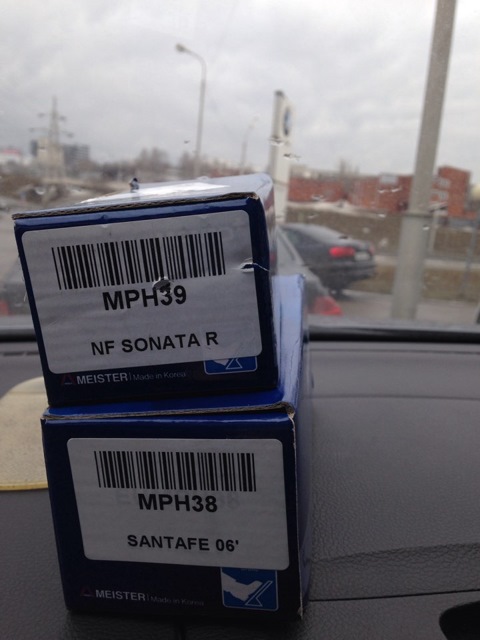 MPH39
NF SONATA R
MEISTER Made in Korea
MPH38
SANTAFE 06'
MEISTER Made in Korea